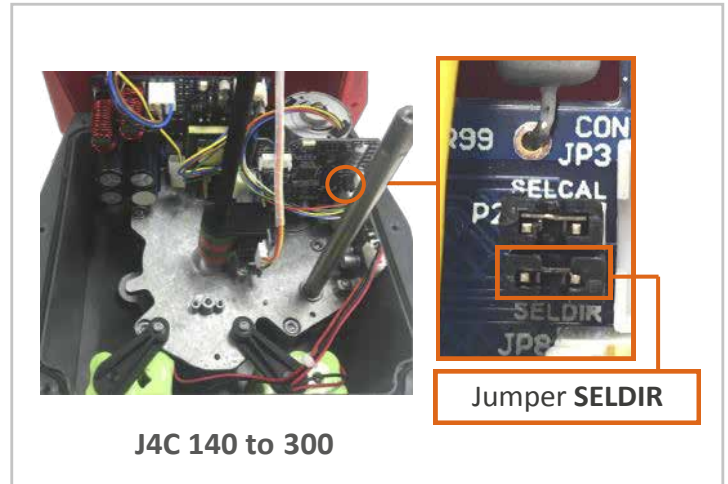 R99
CON
JP3
SELCAL
P2
SELDIR
JP8
Jumper SELDIR
J4C 140 to 300